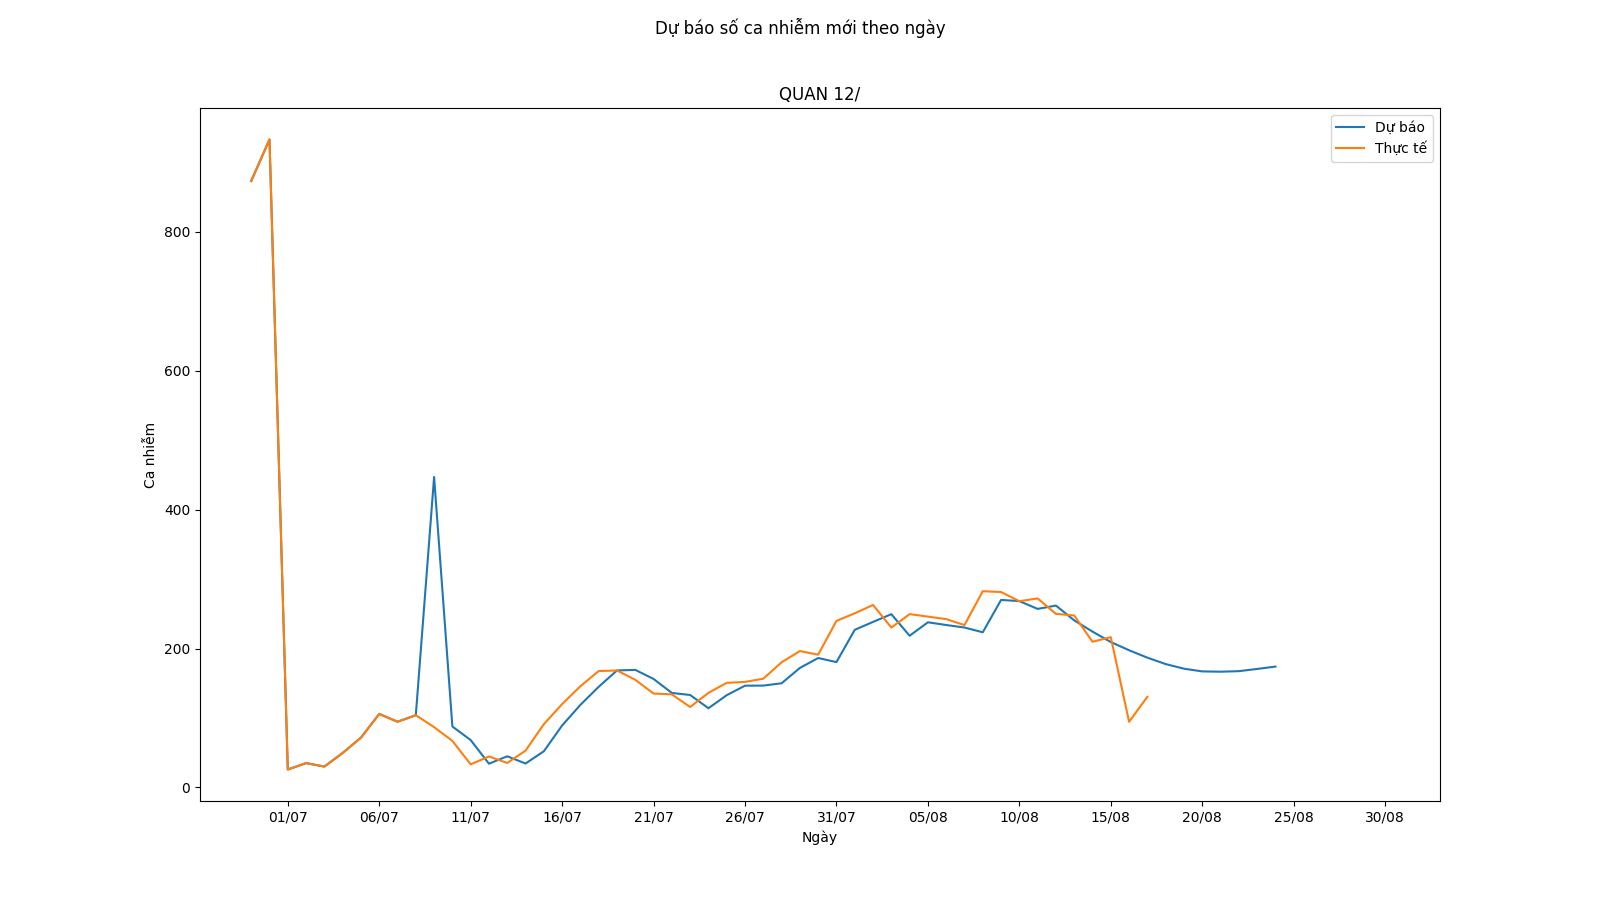 Dự báo số ca nhiễm mới theo ngày
QUAN 12/
Dự báo
Thực tế
800
600
400
200
0
Ca nhiễm
01/07 06/07 11/07 16/07 21/07 26/07 31/07 05/08 10/08 15/08 20/08 25/08 30/08
Ngày